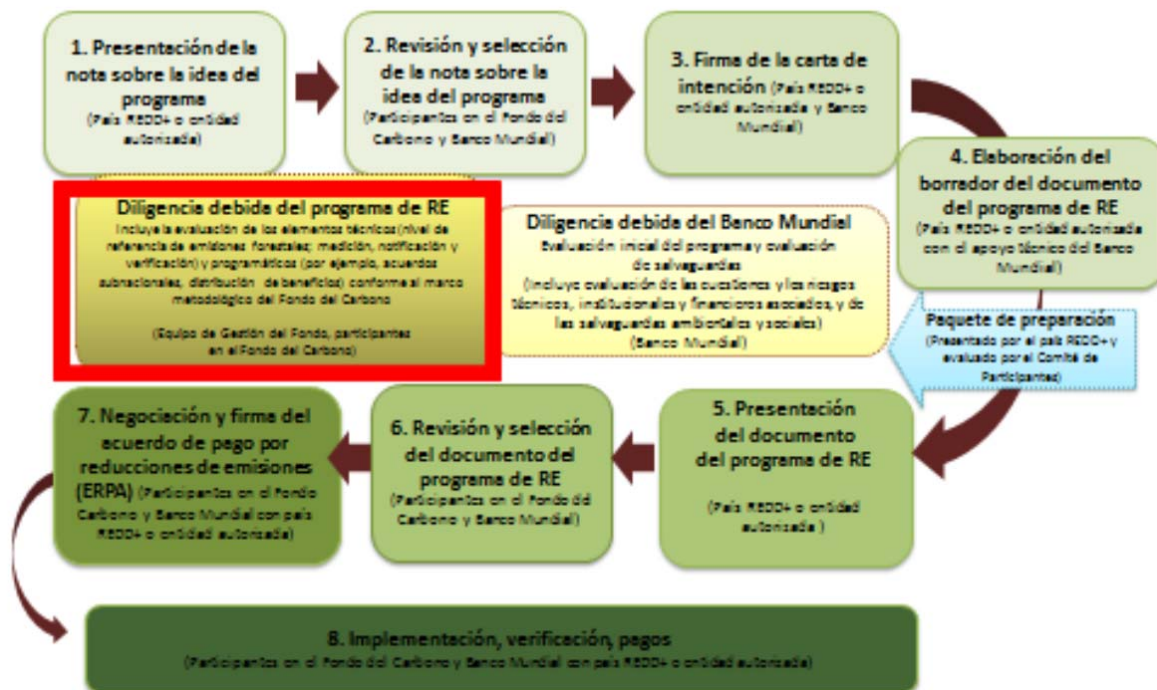 1. Presentación de la
nota sobre la idea del
programa
(País REDD+ o entidad
autorizada)
2. Revisión y selección
de la nota sobre la
idea del programa
(Participantes en el Fondo del
Carbono y Banco Mundial)
3. Firma de la carta de
intención (País REDD+ o
entidad autorizada y Banco
Mundial)
4. Elaboración del
borrador del documento
del programa de RE
(País REDD+ o entidad autorizada
con el apoyo técnico del Banco
Mundial)
Diligencia debida del programa de RE
Incluye la evaluación de los elementos técnicos (nivel de
referencia de emisiones forestales; medición, notificación y
verificación) y programáticos (por ejemplo, acuerdos
subnacionales, distribución de beneficios) conforme al marco
metodológico del Fondo del Carbono
(Equipo de Gestión del Fondo, participantes
en el Fondo del Carbono)
Diligencia debida del Banco Mundial
Evaluación inicial del programa y evaluación
de salvaguardas
(Incluye evaluación de las cuestiones y los riesgos
técnicos, institucionales y financieros asociados, y de
las salvaguardas ambientales y sociales)
(Banco Mundial)
Paquete de preparación
(Presentado por el país REDD+ y
evaluado por el Comité de
Participantes)
5. Presentación
del documento
del programa de RE
(País REDD+ o entidad
autorizada )
6. Revisión y selección
del documento del
programa de RE
(Participantes en el Fondo del
Carbono y Banco Mundial)
7. Negociación y firma del
acuerdo de pago por
reducciones de emisiones
(ERPA) (Participantes en el Fondo
Carbono y Banco Mundial con país
REDD+ o entidad autorizada)
8. Implementación, verificación, pagos
(Participantes en el Fondo del Carbono y Banco Mundial con país REDD+ o entidad autorizada)